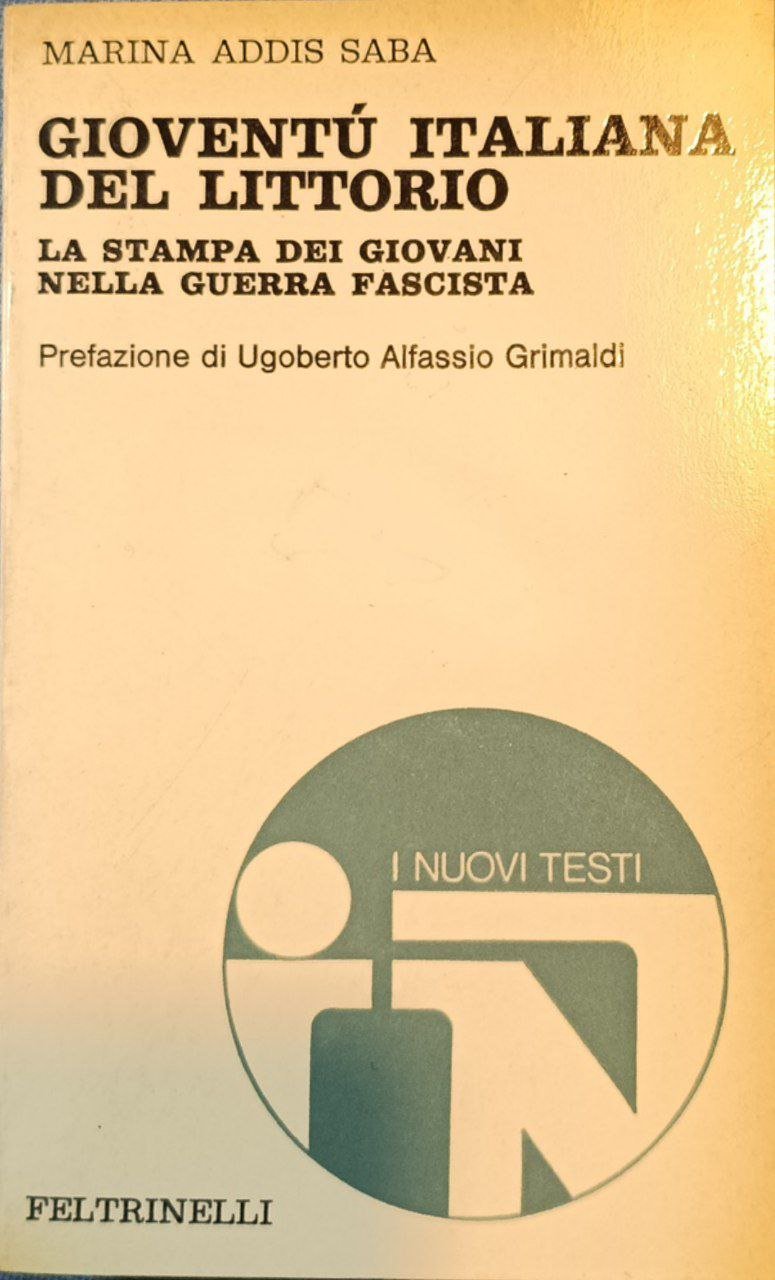 MARINA ADDIS SABA
GIOVENTÚ ITALIANA
DEL LITTORIO
LA STAMPA DEI GIOVANI
NELLA GUERRA FASCISTA
Prefazione di Ugoberto Alfassio Grimaldi
I NUOVI TESTI
FELTRINELLI